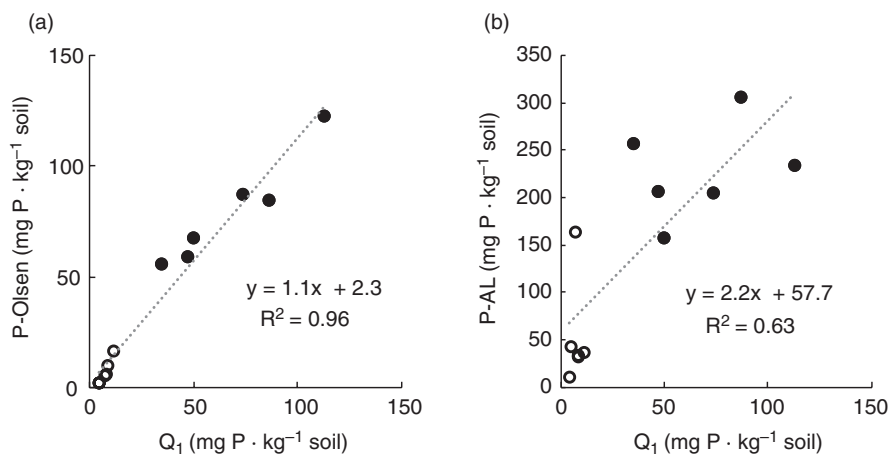 (a)
150
100
50
0
0
50
100
150
P-Olsen (mg P · kg⁻¹ soil)
Q₁ (mg P · kg⁻¹ soil)
y = 1.1x + 2.3
R² = 0.96
(b)
350
300
250
200
150
100
50
0
0
50
100
150
P-AL (mg P · kg⁻¹ soil)
Q₁ (mg P · kg⁻¹ soil)
y = 2.2x + 57.7
R² = 0.63